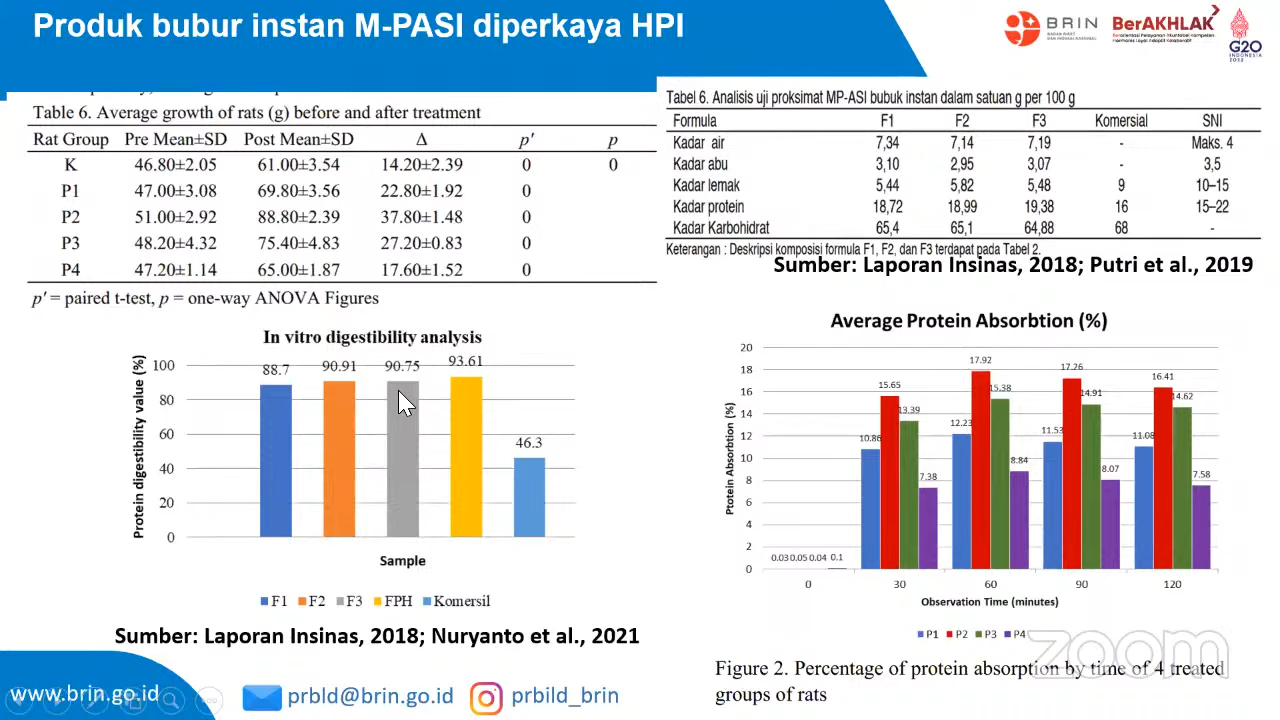 Produk bubur instan M-PASI diperkaya HPI
BRIN
BADAN RISET
DAN INOVASI NASIONAL
BerAKHLAK
G20
INDONESIA
2022
Table 6. Average growth of rats (g) before and after treatment
Rat Group Pre Mean±SD Post Mean±SD Δ p' p
K 46.80±2.05 61.00±3.54 14.20±2.39 0 0
P1 47.00±3.08 69.80±3.56 22.80±1.92 0
P2 51.00±2.92 88.80±2.39 37.80±1.48 0
P3 48.20±4.32 75.40±4.83 27.20±0.83 0
P4 47.20±1.14 65.00±1.87 17.60±1.52 0
p' = paired t-test, p = one-way ANOVA Figures
Tabel 6. Analisis uji proksimat MP-ASI bubuk instan dalam satuan g per 100 g
Formula F1 F2 F3 Komersial SNI
Kadar air 7,34 7,14 7,19 - Maks. 4
Kadar abu 3,10 2,95 3,07 - 3,5
Kadar lemak 5,44 5,82 5,48 9 10–15
Kadar protein 18,72 18,99 19,38 16 15–22
Kadar Karbohidrat 65,4 65,1 64,88 68 -
Keterangan : Deskripsi komposisi formula F1, F2, dan F3 terdapat pada Tabel 2.
Sumber: Laporan Insinas, 2018; Putri et al., 2019
In vitro digestibility analysis
Protein digestibility value (%)
100
80
60
40
20
0
88.7 90.91 90.75 93.61 46.3
Sample
F1 F2 F3 FPH Komersil
Sumber: Laporan Insinas, 2018; Nuryanto et al., 2021
Average Protein Absorbtion (%)
Ptotein Absorbtion (%)
20
18
16
14
12
10
8
6
4
2
0
0.03 0.05 0.04 0.1
10.86 15.65 13.39 7.38
12.23 17.92 15.38 8.84
11.53 17.26 14.91 8.07
11.08 16.41 14.62 7.58
0 30 60 90 120
Observation Time (minutes)
P1 P2 P3 P4
zoom
Figure 2. Percentage of protein absorption by time of 4 treated
groups of rats
www.brin.go.id
prbld@brin.go.id
prbild_brin